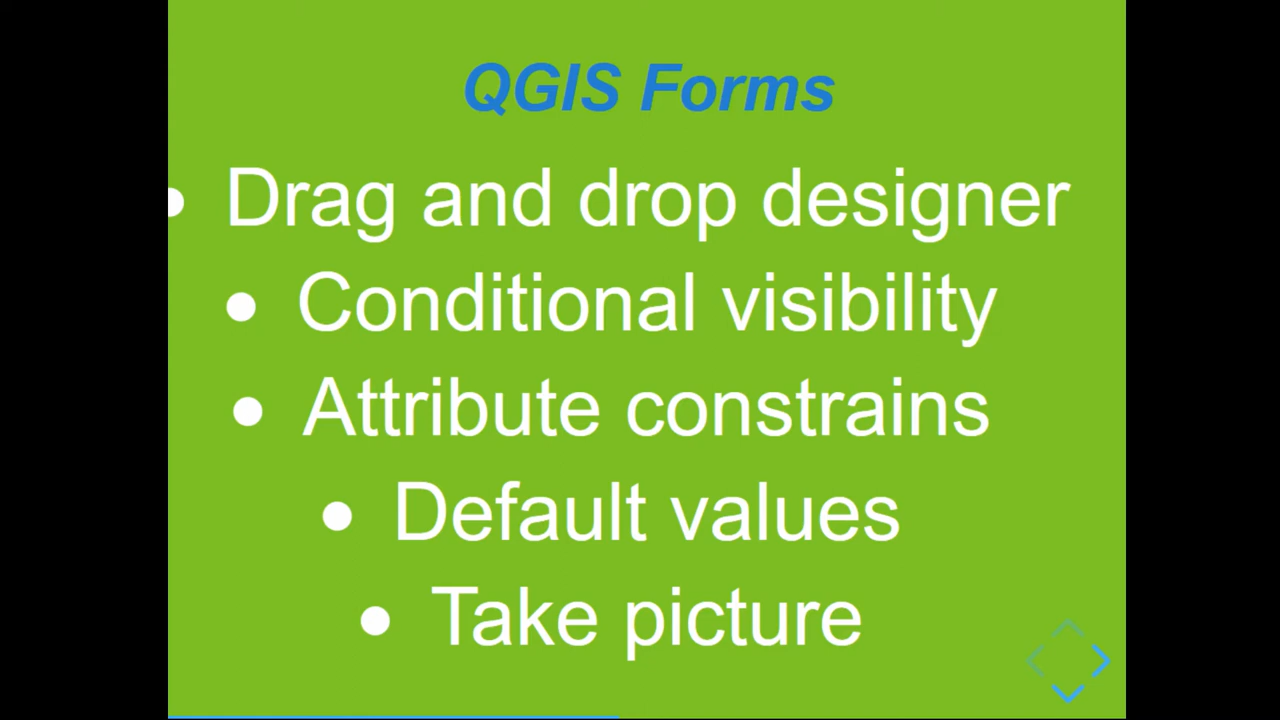 QGIS Forms
• Drag and drop designer
• Conditional visibility
• Attribute constrains
• Default values
• Take picture